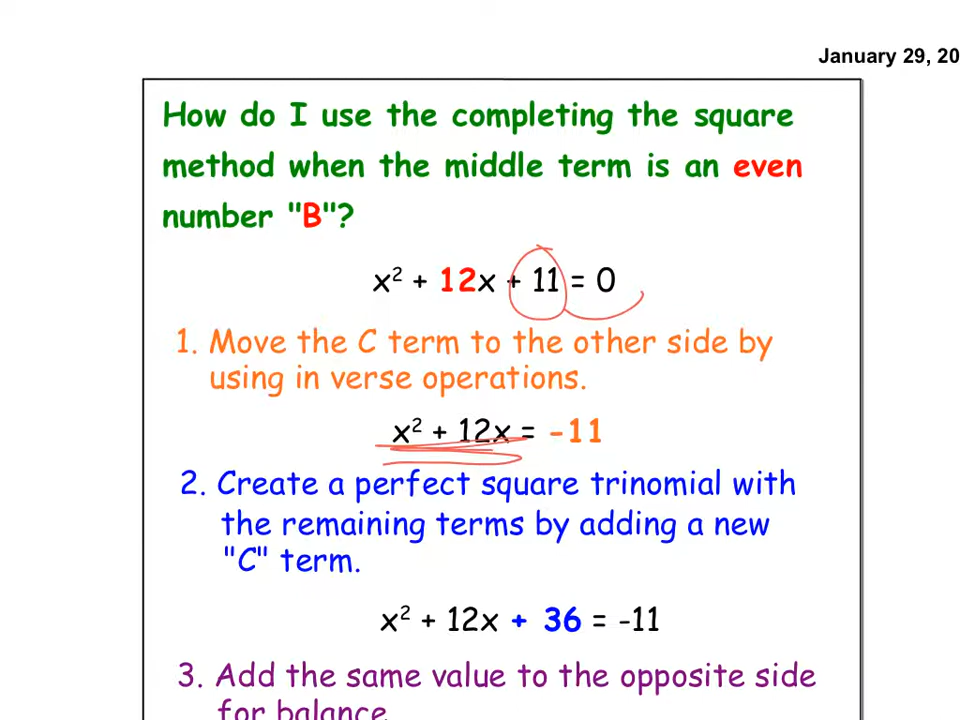 January 29, 20
How do I use the completing the square
method when the middle term is an even
number "B"?
x² + 12x + 11 = 0
1. Move the C term to the other side by
using in verse operations.
x² + 12x = -11
2. Create a perfect square trinomial with
the remaining terms by adding a new
"C" term.
x² + 12x + 36 = -11
3. Add the same value to the opposite side
for balance